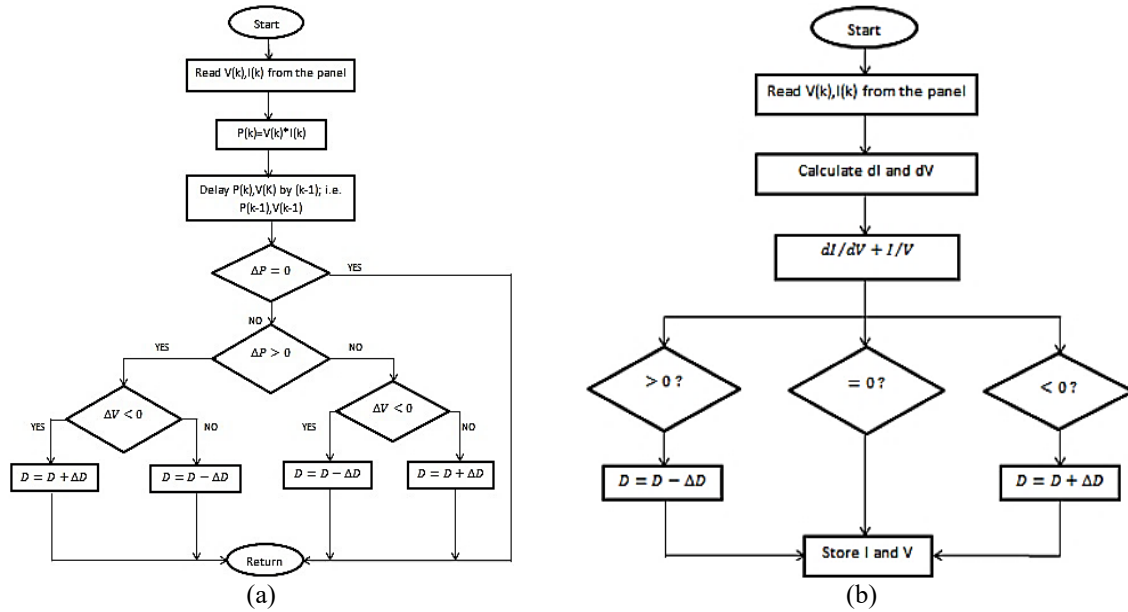 Start
Read V(k),I(k) from the panel
P(k)=V(k)*I(k)
Delay P(k),V(K) by (k-1); i.e.
P(k-1),V(k-1)
ΔP = 0
YES
NO
ΔP > 0
YES
NO
ΔV < 0
YES
NO
ΔV < 0
YES
NO
D = D + ΔD
D = D − ΔD
D = D − ΔD
D = D + ΔD
Return
(a)
Start
Read V(k),I(k) from the panel
Calculate dI and dV
dI/dV + I/V
> 0 ?
= 0 ?
< 0 ?
D = D − ΔD
D = D + ΔD
Store I and V
(b)